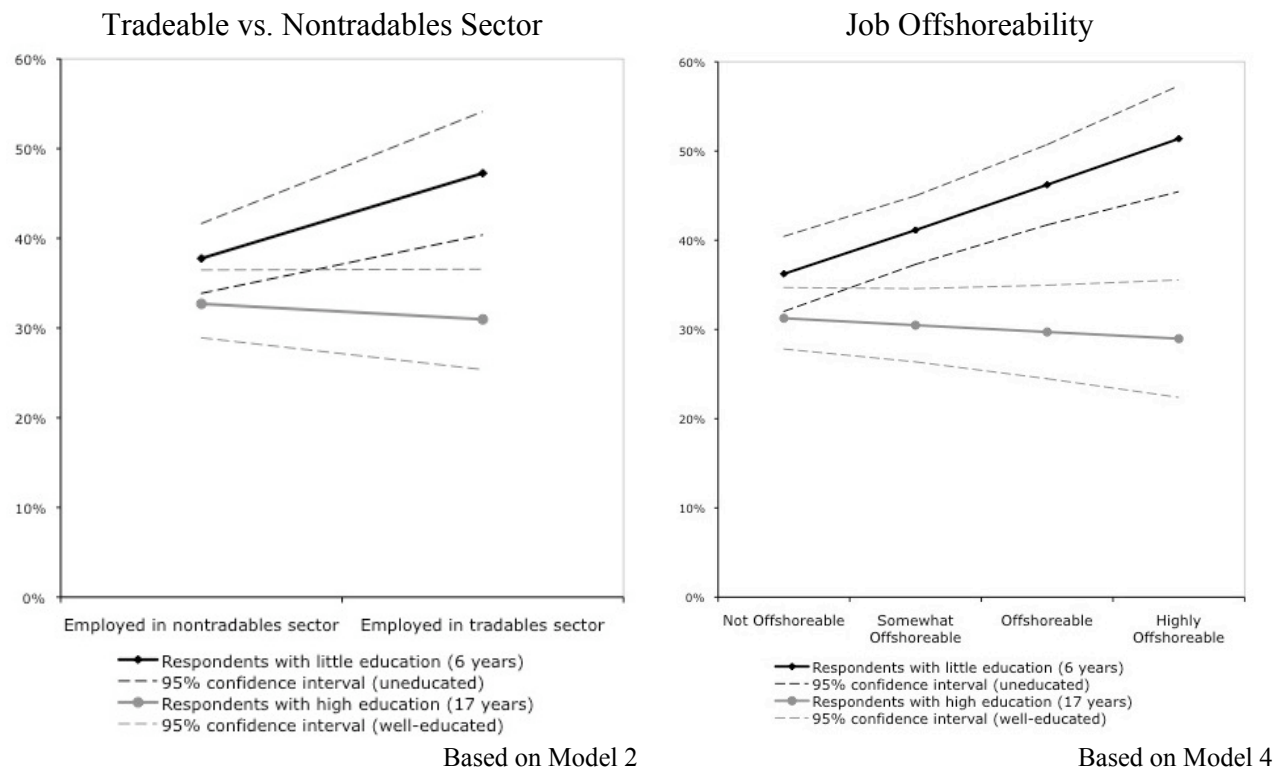 Tradeable vs. Nontradables Sector
60%
50%
40%
30%
20%
10%
0%
Employed in nontradables sector
Employed in tradables sector
Respondents with little education (6 years)
95% confidence interval (uneducated)
Respondents with high education (17 years)
95% confidence interval (well-educated)
Based on Model 2
Job Offshoreability
60%
50%
40%
30%
20%
10%
0%
Not Offshoreable
Somewhat
Offshoreable
Offshoreable
Highly
Offshoreable
Respondents with little education (6 years)
95% confidence interval (uneducated)
Respondents with high education (17 years)
95% confidence interval (well-educated)
Based on Model 4